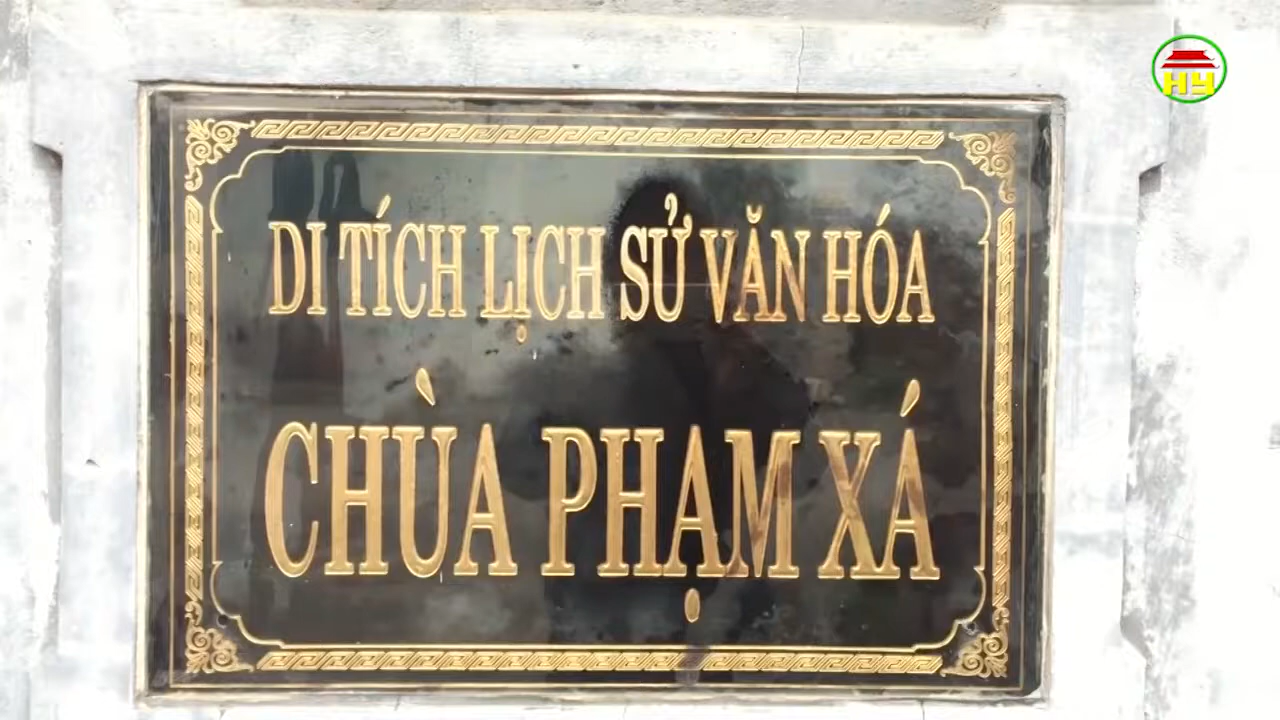 HY
DI TÍCH LỊCH SỬ VĂN HÓA
CHÙA PHẠM XÁ